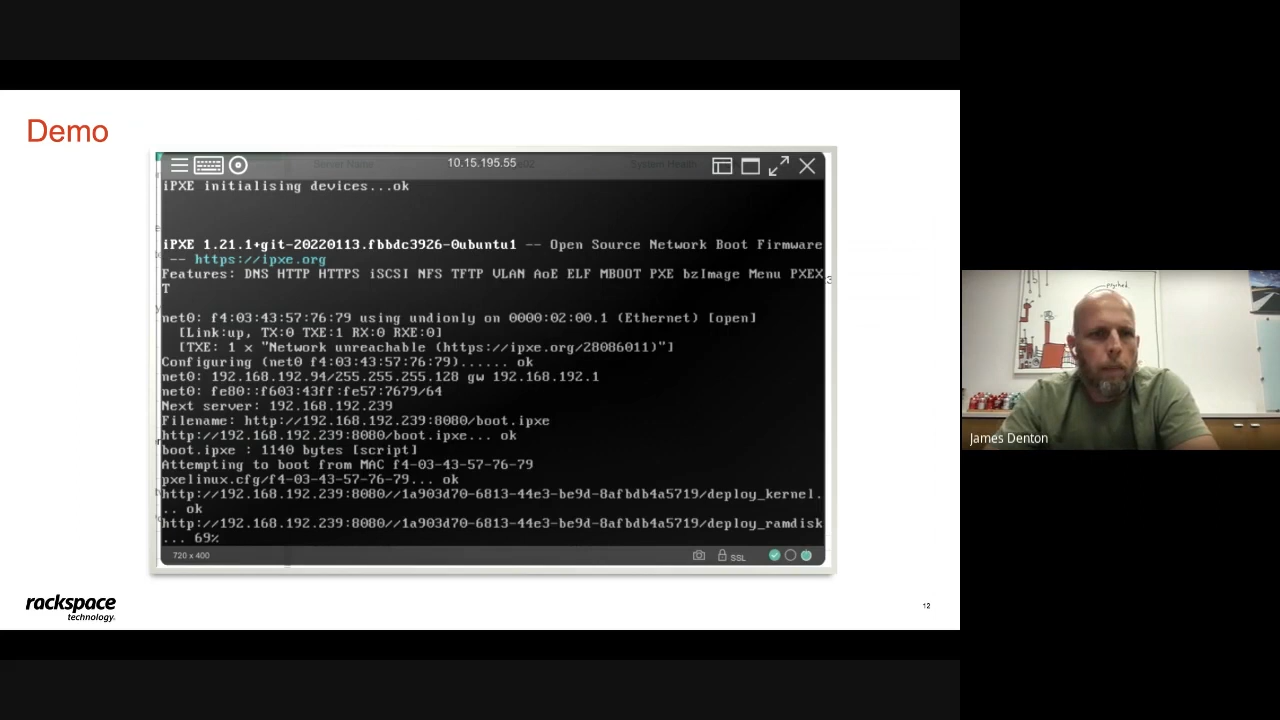 Demo
10.15.195.55
iPXE initialising devices...ok
iPXE 1.21.1+git-20220113.fbbdc3926-0ubuntu1 -- Open Source Network Boot Firmware
-- https://ipxe.org
Features: DNS HTTP HTTPS iSCSI NFS TFTP VLAN AoE ELF MBOOT PXE bzImage Menu PXEX
T
net0: f4:03:43:57:76:79 using undionly on 0000:02:00.1 (Ethernet) [open]
[Link:up, TX:0 TXE:1 RX:0 RXE:0]
[TXE: 1 x "Network unreachable (https://ipxe.org/28086011)"]
Configuring (net0 f4:03:43:57:76:79)...... ok
net0: 192.168.192.94/255.255.255.128 gw 192.168.192.1
net0: fe80::f603:43ff:fe57:7679/64
Next server: 192.168.192.239
Filename: http://192.168.192.239:8080/boot.ipxe
http://192.168.192.239:8080/boot.ipxe... ok
boot.ipxe : 1140 bytes [script]
Attempting to boot from MAC f4-03-43-57-76-79
pxelinux.cfg/f4-03-43-57-76-79... ok
http://192.168.192.239:8080//1a903d70-6813-44e3-be9d-8afbdb4a5719/deploy_kernel.
.. ok
http://192.168.192.239:8080//1a903d70-6813-44e3-be9d-8afbdb4a5719/deploy_ramdisk
... 69%
720 x 400
SSL
rackspace
technology.
12
James Denton